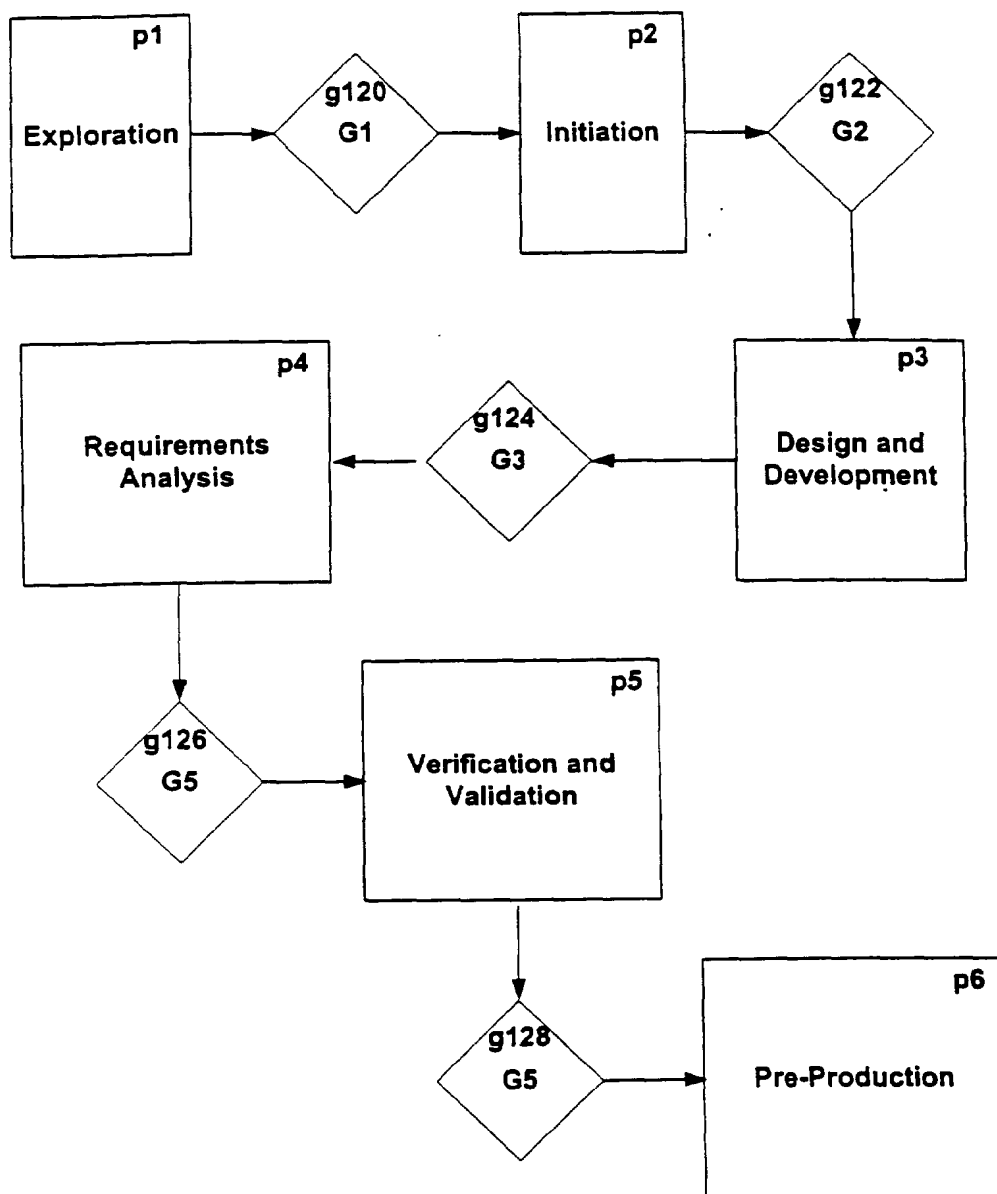 p1
Exploration
g120
G1
p2
Initiation
g122
G2
p3
Design and
Development
g124
G3
p4
Requirements
Analysis
g126
G5
p5
Verification and
Validation
g128
G5
p6
Pre-Production